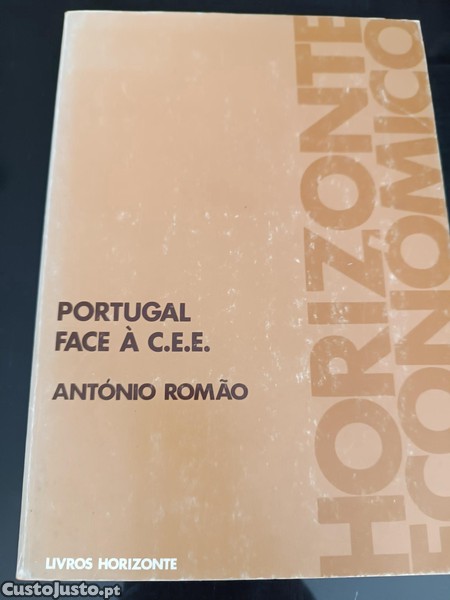 HORIZONTE
ECONÓMICO
PORTUGAL
FACE À C.E.E.
ANTÓNIO ROMÃO
LIVROS HORIZONTE
CustoJusto.pt